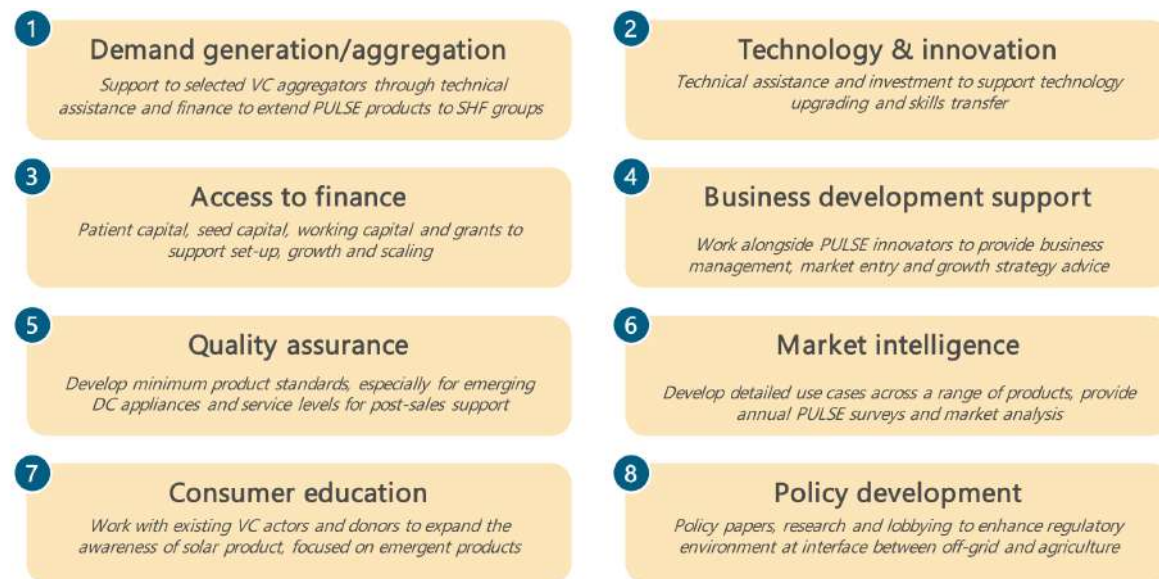 1
Demand generation/aggregation
Support to selected VC aggregators through technical
assistance and finance to extend PULSE products to SHF groups
2
Technology & innovation
Technical assistance and investment to support technology
upgrading and skills transfer
3
Access to finance
Patient capital, seed capital, working capital and grants to
support set-up, growth and scaling
4
Business development support
Work alongside PULSE innovators to provide business
management, market entry and growth strategy advice
5
Quality assurance
Develop minimum product standards, especially for emerging
DC appliances and service levels for post-sales support
6
Market intelligence
Develop detailed use cases across a range of products, provide
annual PULSE surveys and market analysis
7
Consumer education
Work with existing VC actors and donors to expand the
awareness of solar product, focused on emergent products
8
Policy development
Policy papers, research and lobbying to enhance regulatory
environment at interface between off-grid and agriculture